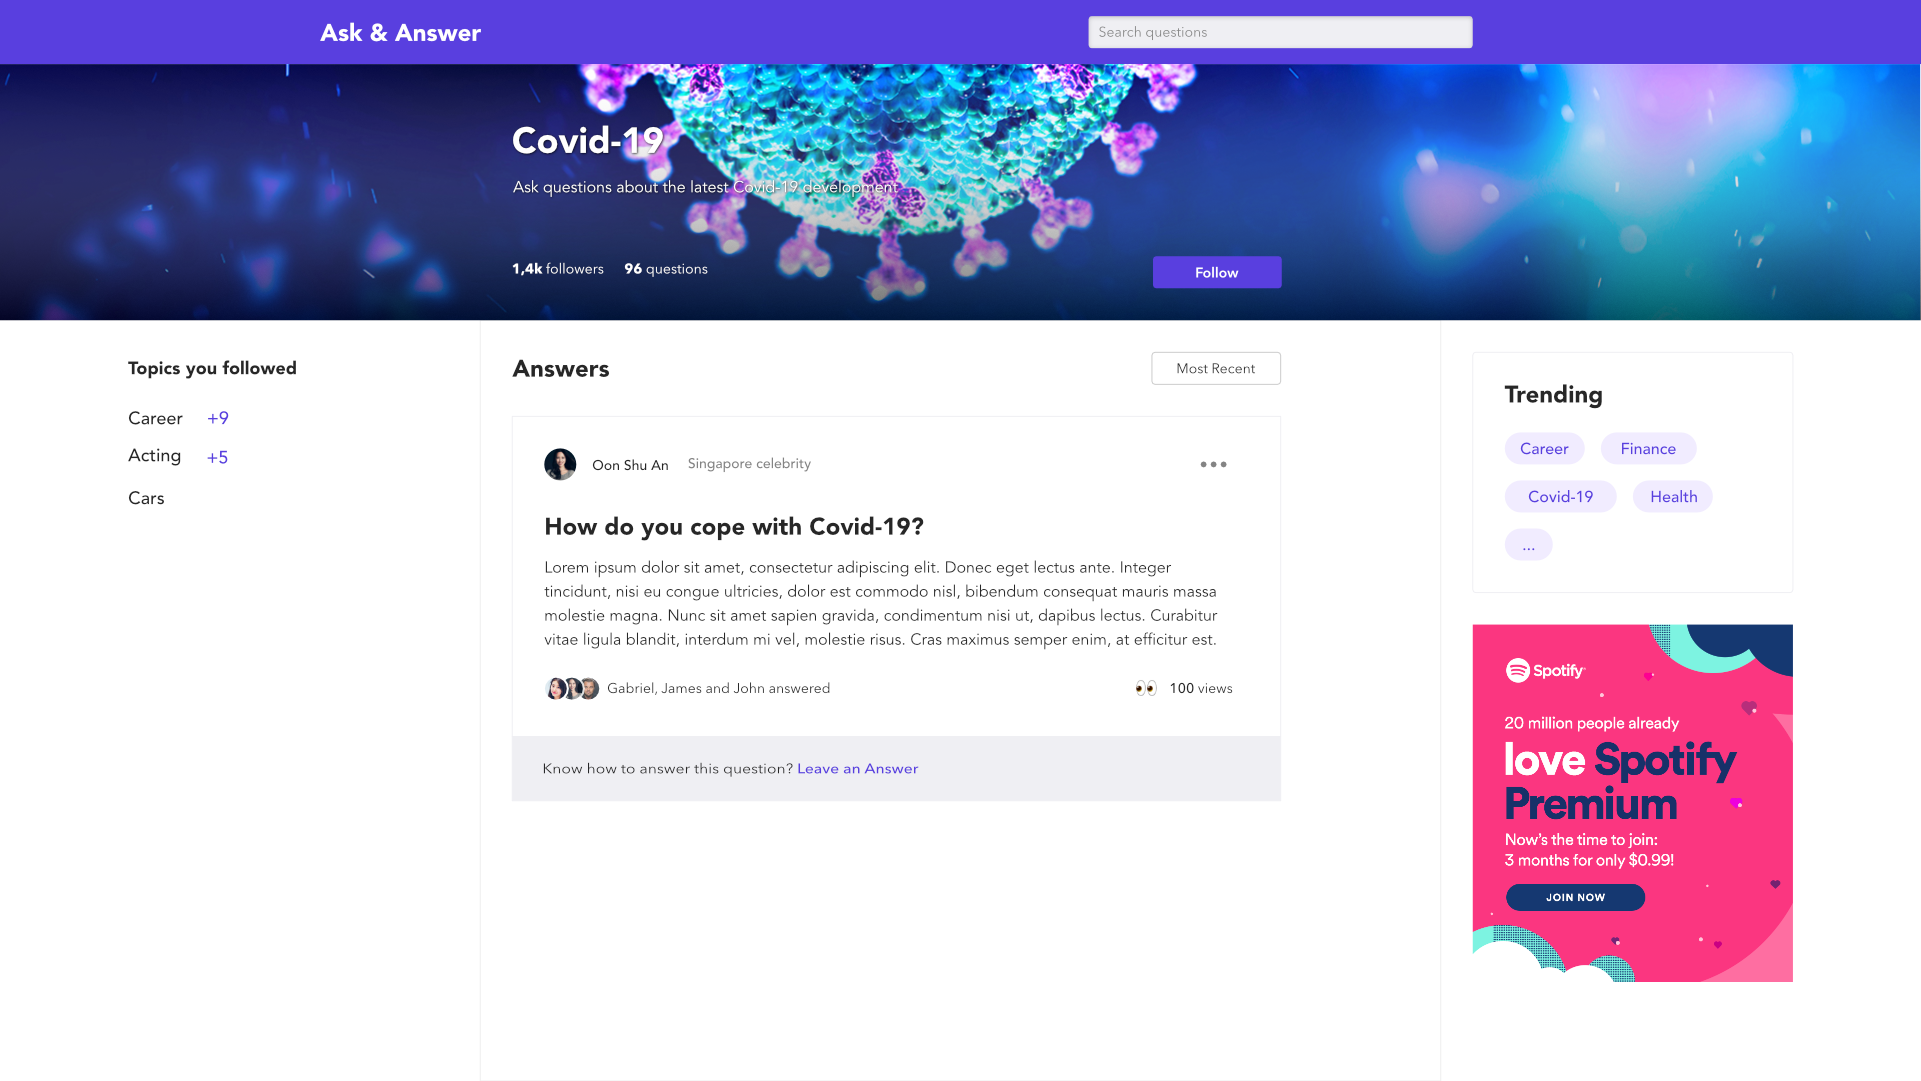 Ask & Answer
Search questions
Covid-19
Ask questions about the latest Covid-19 development
1,4k followers 96 questions
Follow
Topics you followed
Career +9
Acting +5
Cars
Answers
Most Recent
Oon Shu An Singapore celebrity
How do you cope with Covid-19?
Lorem ipsum dolor sit amet, consectetur adipiscing elit. Donec eget lectus ante. Integer
tincidunt, nisi eu congue ultricies, dolor est commodo nisl, bibendum consequat mauris massa
molestie magna. Nunc sit amet sapien gravida, condimentum nisi ut, dapibus lectus. Curabitur
vitae ligula blandit, interdum mi vel, molestie risus. Cras maximus semper enim, at efficitur est.
Gabriel, James and John answered
100 views
Know how to answer this question? Leave an Answer
Trending
Career Finance
Covid-19 Health
...
Spotify
20 million people already
love Spotify
Premium
Now's the time to join:
3 months for only $0.99!
JOIN NOW